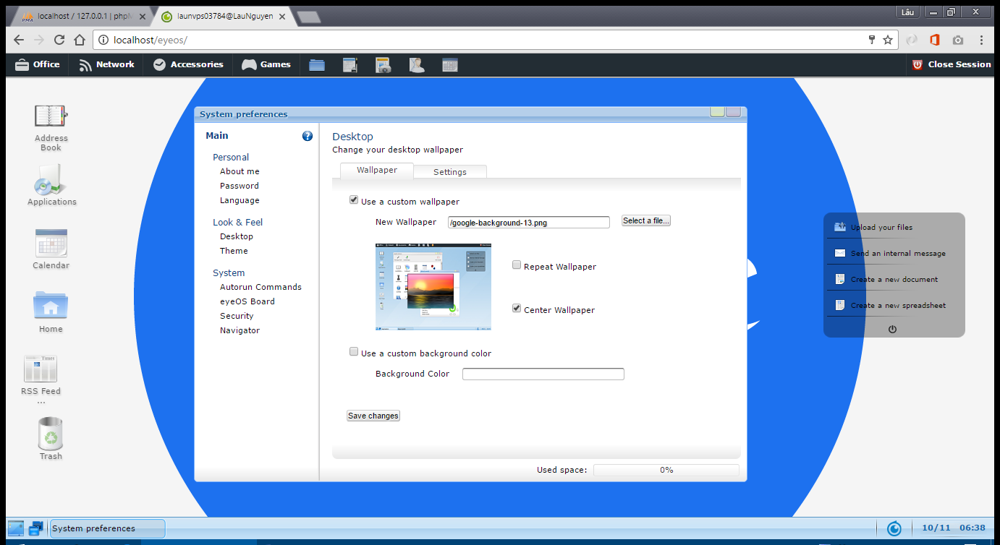 localhost / 127.0.0.1 | phpM
launvps03784@LauNguyen
Lâu
localhost/eyeos/
Office
Network
Accessories
Games
Close Session
Address
Book
Applications
Calendar
Home
Times
RSS Feed
...
Trash
System preferences
Main
?
Personal
About me
Password
Language
Look & Feel
Desktop
Theme
System
Autorun Commands
eyeOS Board
Security
Navigator
Desktop
Change your desktop wallpaper
Wallpaper
Settings
Use a custom wallpaper
New Wallpaper
/google-background-13.png
Select a file...
Repeat Wallpaper
Center Wallpaper
Use a custom background color
Background Color
Save changes
Used space:
0%
Upload your files
Send an internal message
Create a new document
Create a new spreadsheet
System preferences
10/11 06:38